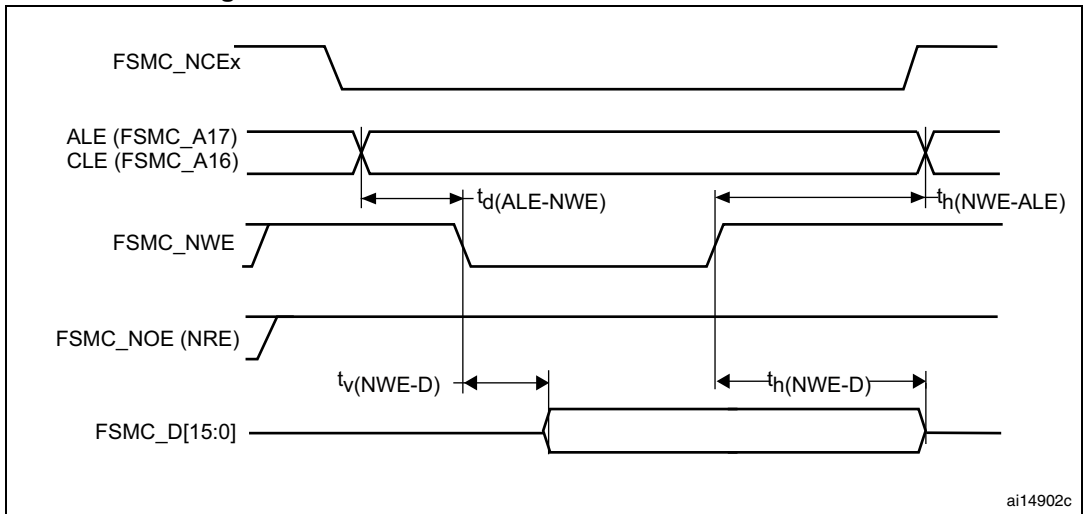 FSMC_NCEx
ALE (FSMC_A17)
CLE (FSMC_A16)
td(ALE-NWE)
th(NWE-ALE)
FSMC_NWE
FSMC_NOE (NRE)
tv(NWE-D)
th(NWE-D)
FSMC_D[15:0]
ai14902c